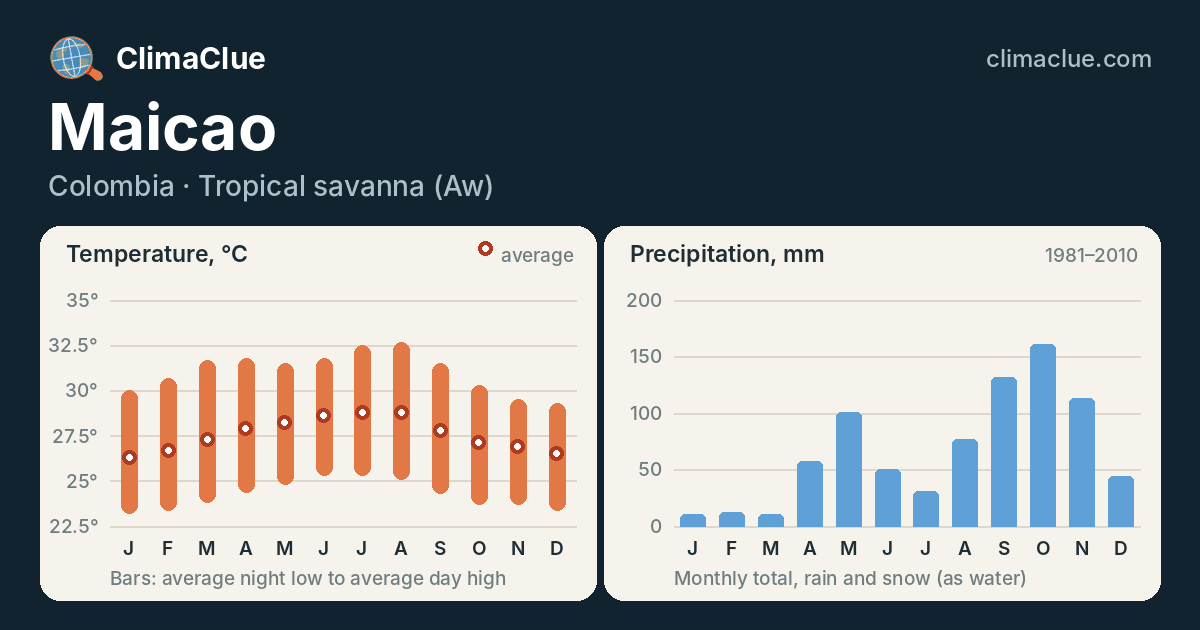 ClimaClue
climaclue.com
Maicao
Colombia · Tropical savanna (Aw)
Temperature, °C
average
35°
32.5°
30°
27.5°
25°
22.5°
J F M A M J J A S O N D
Bars: average night low to average day high
Precipitation, mm
1981–2010
200
150
100
50
0
J F M A M J J A S O N D
Monthly total, rain and snow (as water)